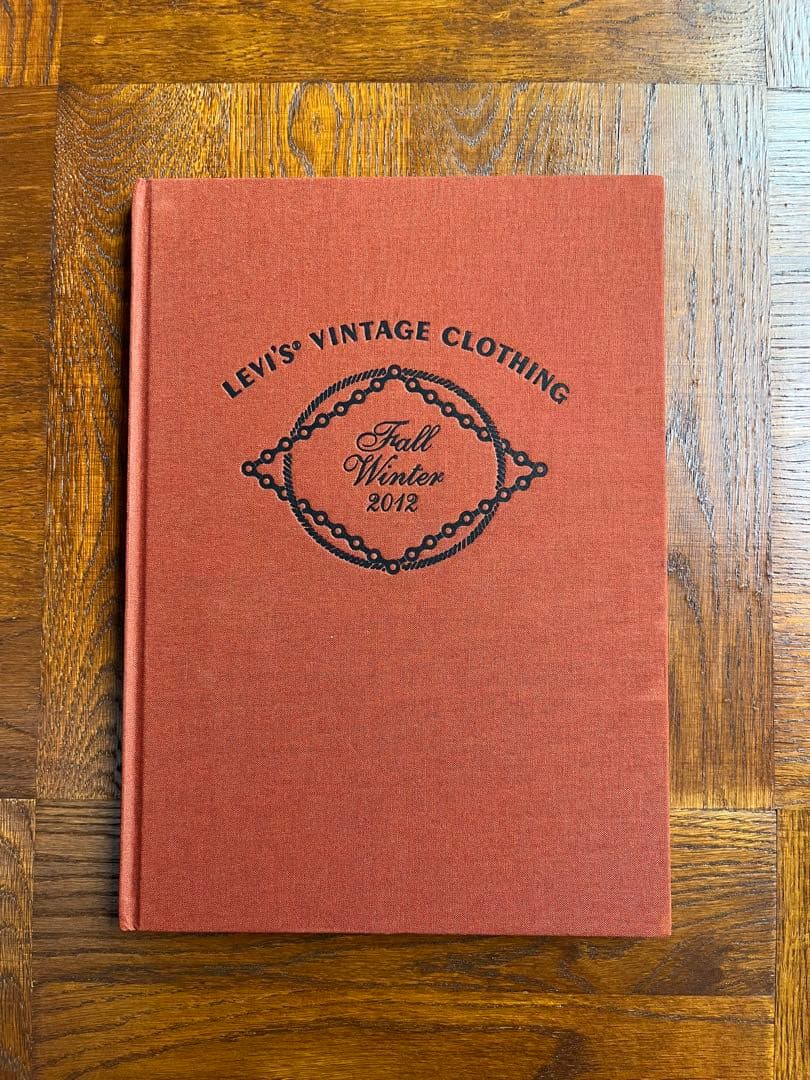 LEVI'S® VINTAGE CLOTHING
Fall
Winter
2012